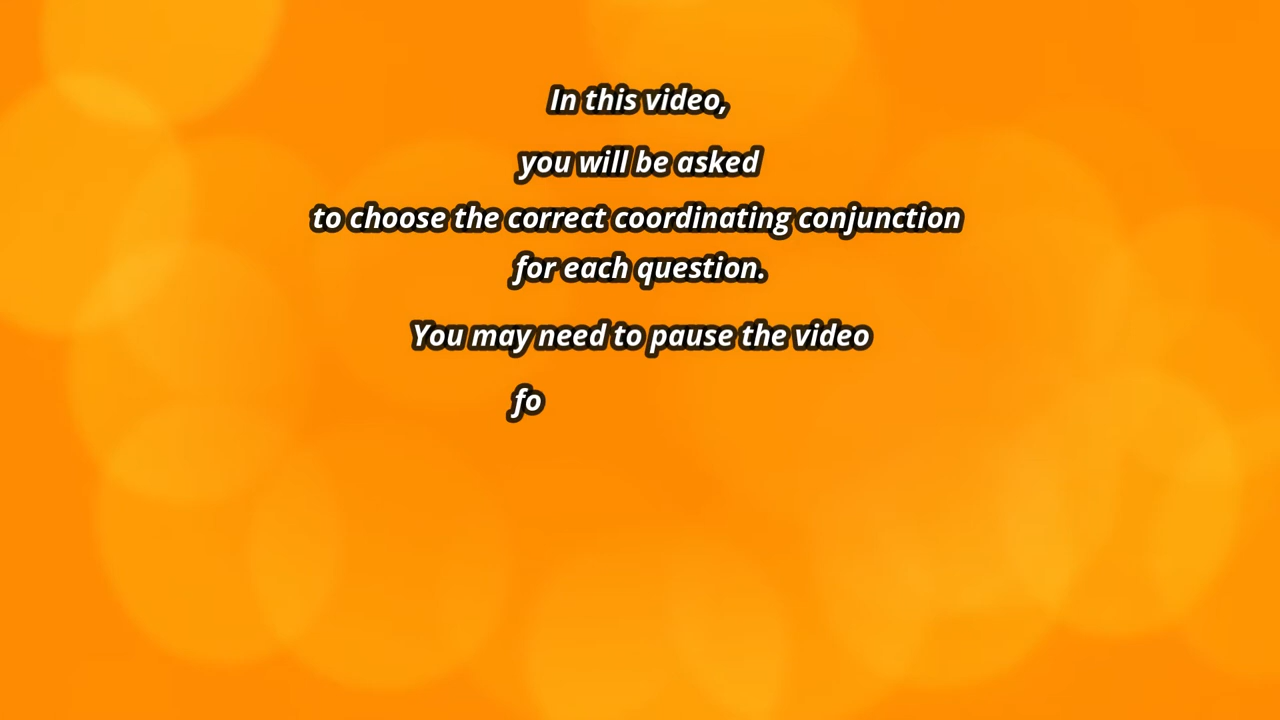 In this video,
you will be asked
to choose the correct coordinating conjunction
for each question.
You may need to pause the video
fo